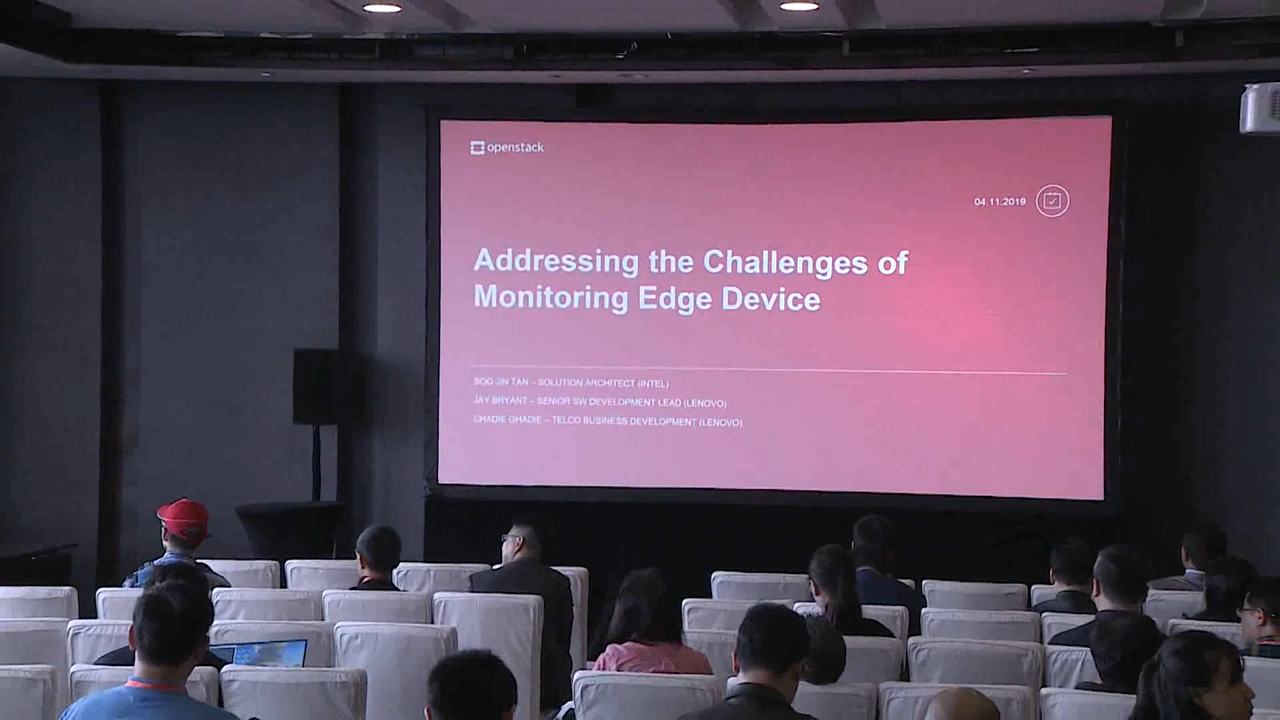 openstack
04.11.2019
Addressing the Challenges of
Monitoring Edge Device
SOO JIN TAN – SOLUTION ARCHITECT (INTEL)
JAY BRYANT – SENIOR SW DEVELOPMENT LEAD (LENOVO)
CHADIE GHADIE – TELCO BUSINESS DEVELOPMENT (LENOVO)